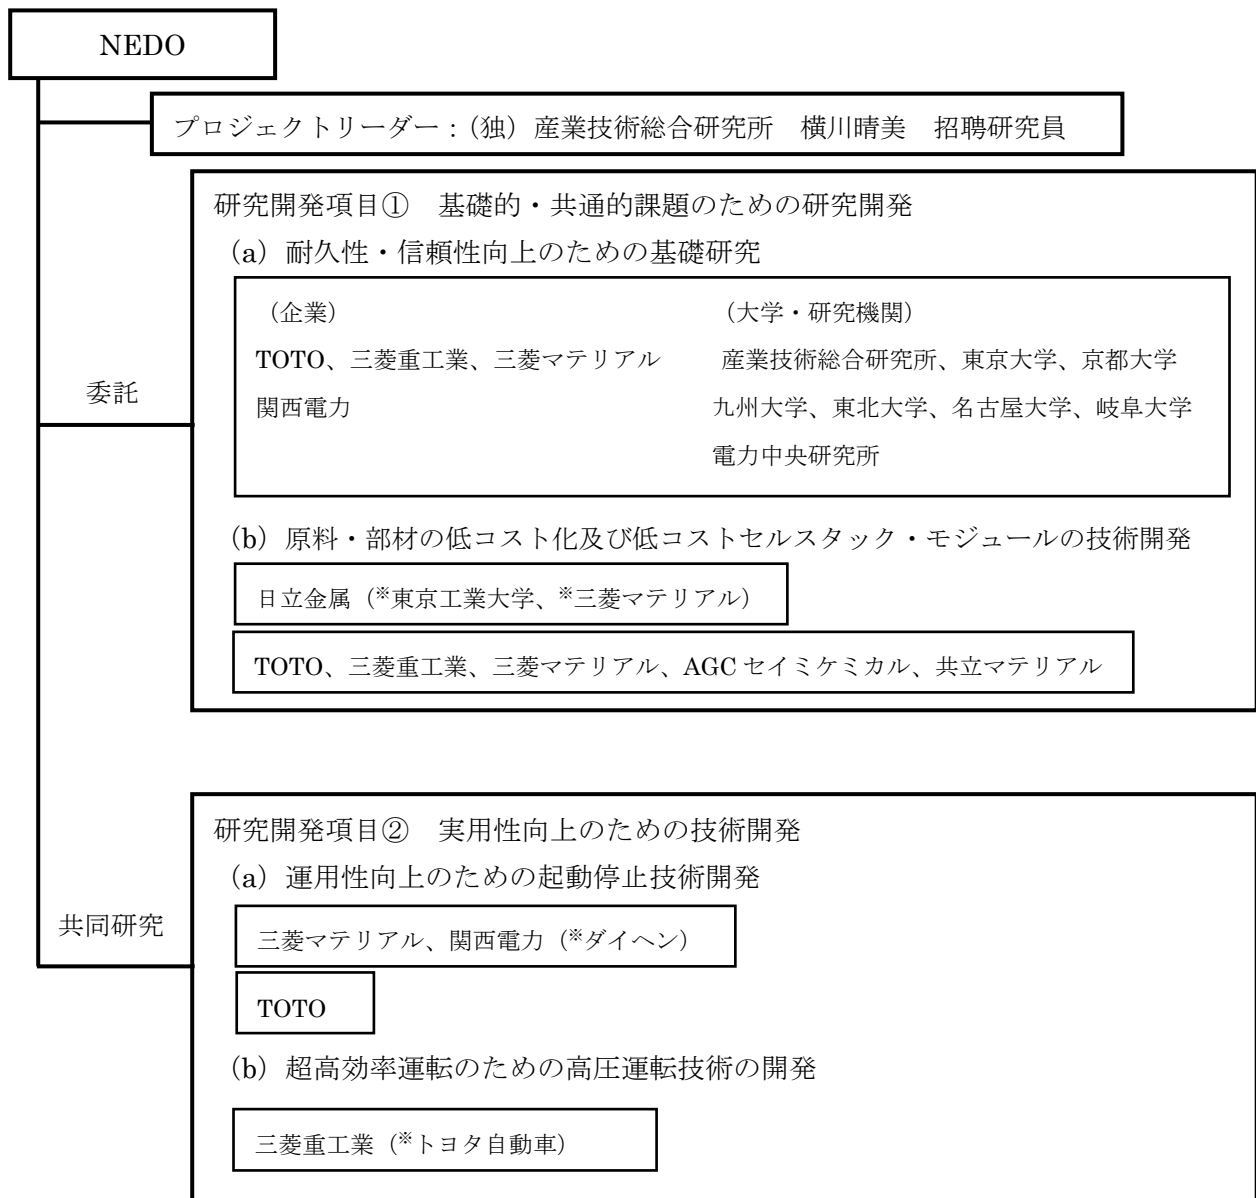 NEDO
プロジェクトリーダー：（独）産業技術総合研究所　横川晴美　招聘研究員
研究開発項目①　基礎的・共通的課題のための研究開発
（a）耐久性・信頼性向上のための基礎研究
（企業）
TOTO、三菱重工業、三菱マテリアル
関西電力
（大学・研究機関）
産業技術総合研究所、東京大学、京都大学
九州大学、東北大学、名古屋大学、岐阜大学
電力中央研究所
委託
（b）原料・部材の低コスト化及び低コストセルスタック・モジュールの技術開発
日立金属（※東京工業大学、※三菱マテリアル）
TOTO、三菱重工業、三菱マテリアル、AGC セイミケミカル、共立マテリアル
研究開発項目②　実用性向上のための技術開発
（a）運用性向上のための起動停止技術開発
共同研究
三菱マテリアル、関西電力（※ダイヘン）
TOTO
（b）超高効率運転のための高圧運転技術の開発
三菱重工業（※トヨタ自動車）